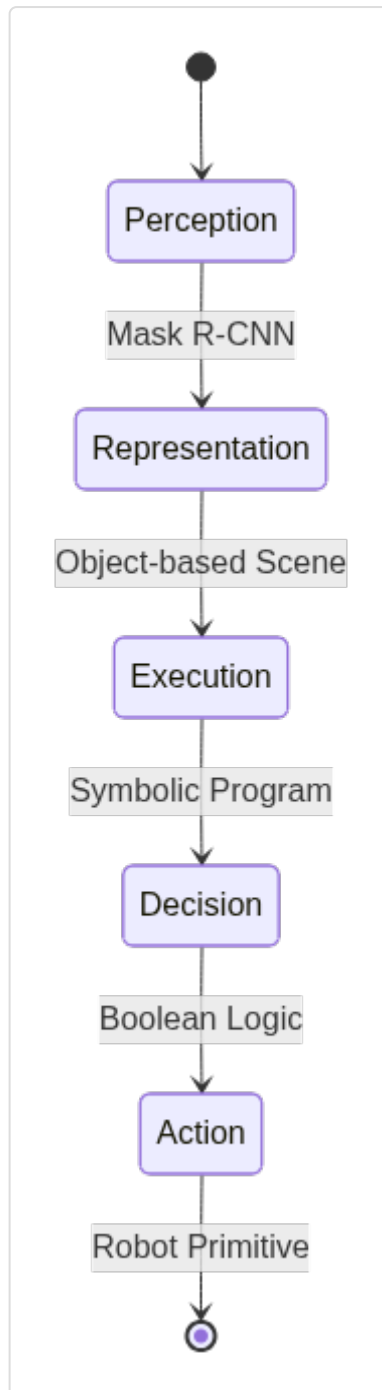 Perception
Mask R-CNN
Representation
Object-based Scene
Execution
Symbolic Program
Decision
Boolean Logic
Action
Robot Primitive